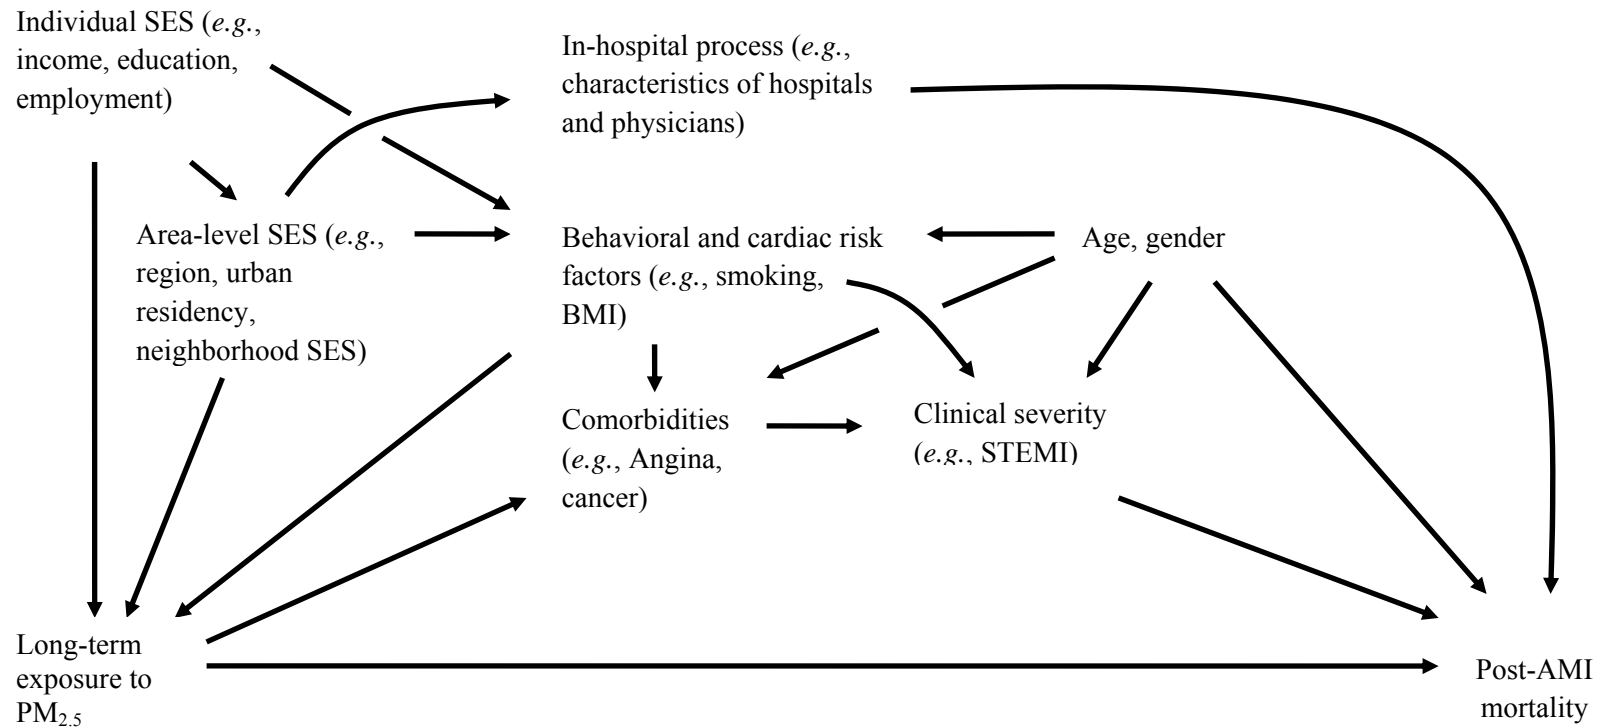 Individual SES (e.g.,
income, education,
employment)
In-hospital process (e.g.,
characteristics of hospitals
and physicians)
Area-level SES (e.g.,
region, urban
residency,
neighborhood SES)
Behavioral and cardiac risk
factors (e.g., smoking,
BMI)
Age, gender
Comorbidities
(e.g., Angina,
cancer)
Clinical severity
(e.g., STEMI)
Long-term
exposure to
PM2.5
Post-AMI
mortality